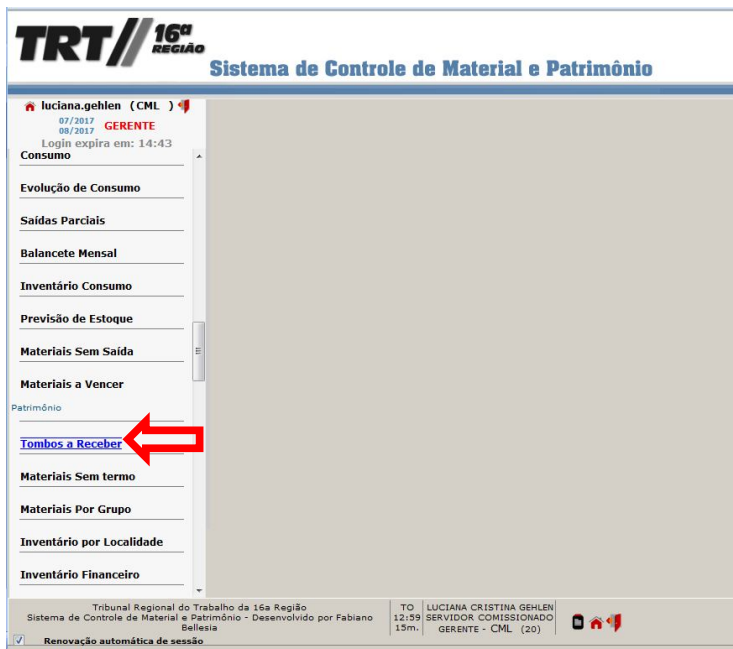 TRT// 16ª
REGIÃO
Sistema de Controle de Material e Patrimônio
luciana.gehlen (CML )
07/2017
08/2017 GERENTE
Login expira em: 14:43
Consumo
Evolução de Consumo
Saídas Parciais
Balancete Mensal
Inventário Consumo
Previsão de Estoque
Materiais Sem Saída
Materiais a Vencer
Patrimônio
Tombos a Receber
Materiais Sem termo
Materiais Por Grupo
Inventário por Localidade
Inventário Financeiro
Tribunal Regional do Trabalho da 16a Região
Sistema de Controle de Material e Patrimônio - Desenvolvido por Fabiano
Bellesia
TO
12:59
15m.
LUCIANA CRISTINA GEHLEN
SERVIDOR COMISSIONADO
GERENTE - CML (20)
Renovação automática de sessão